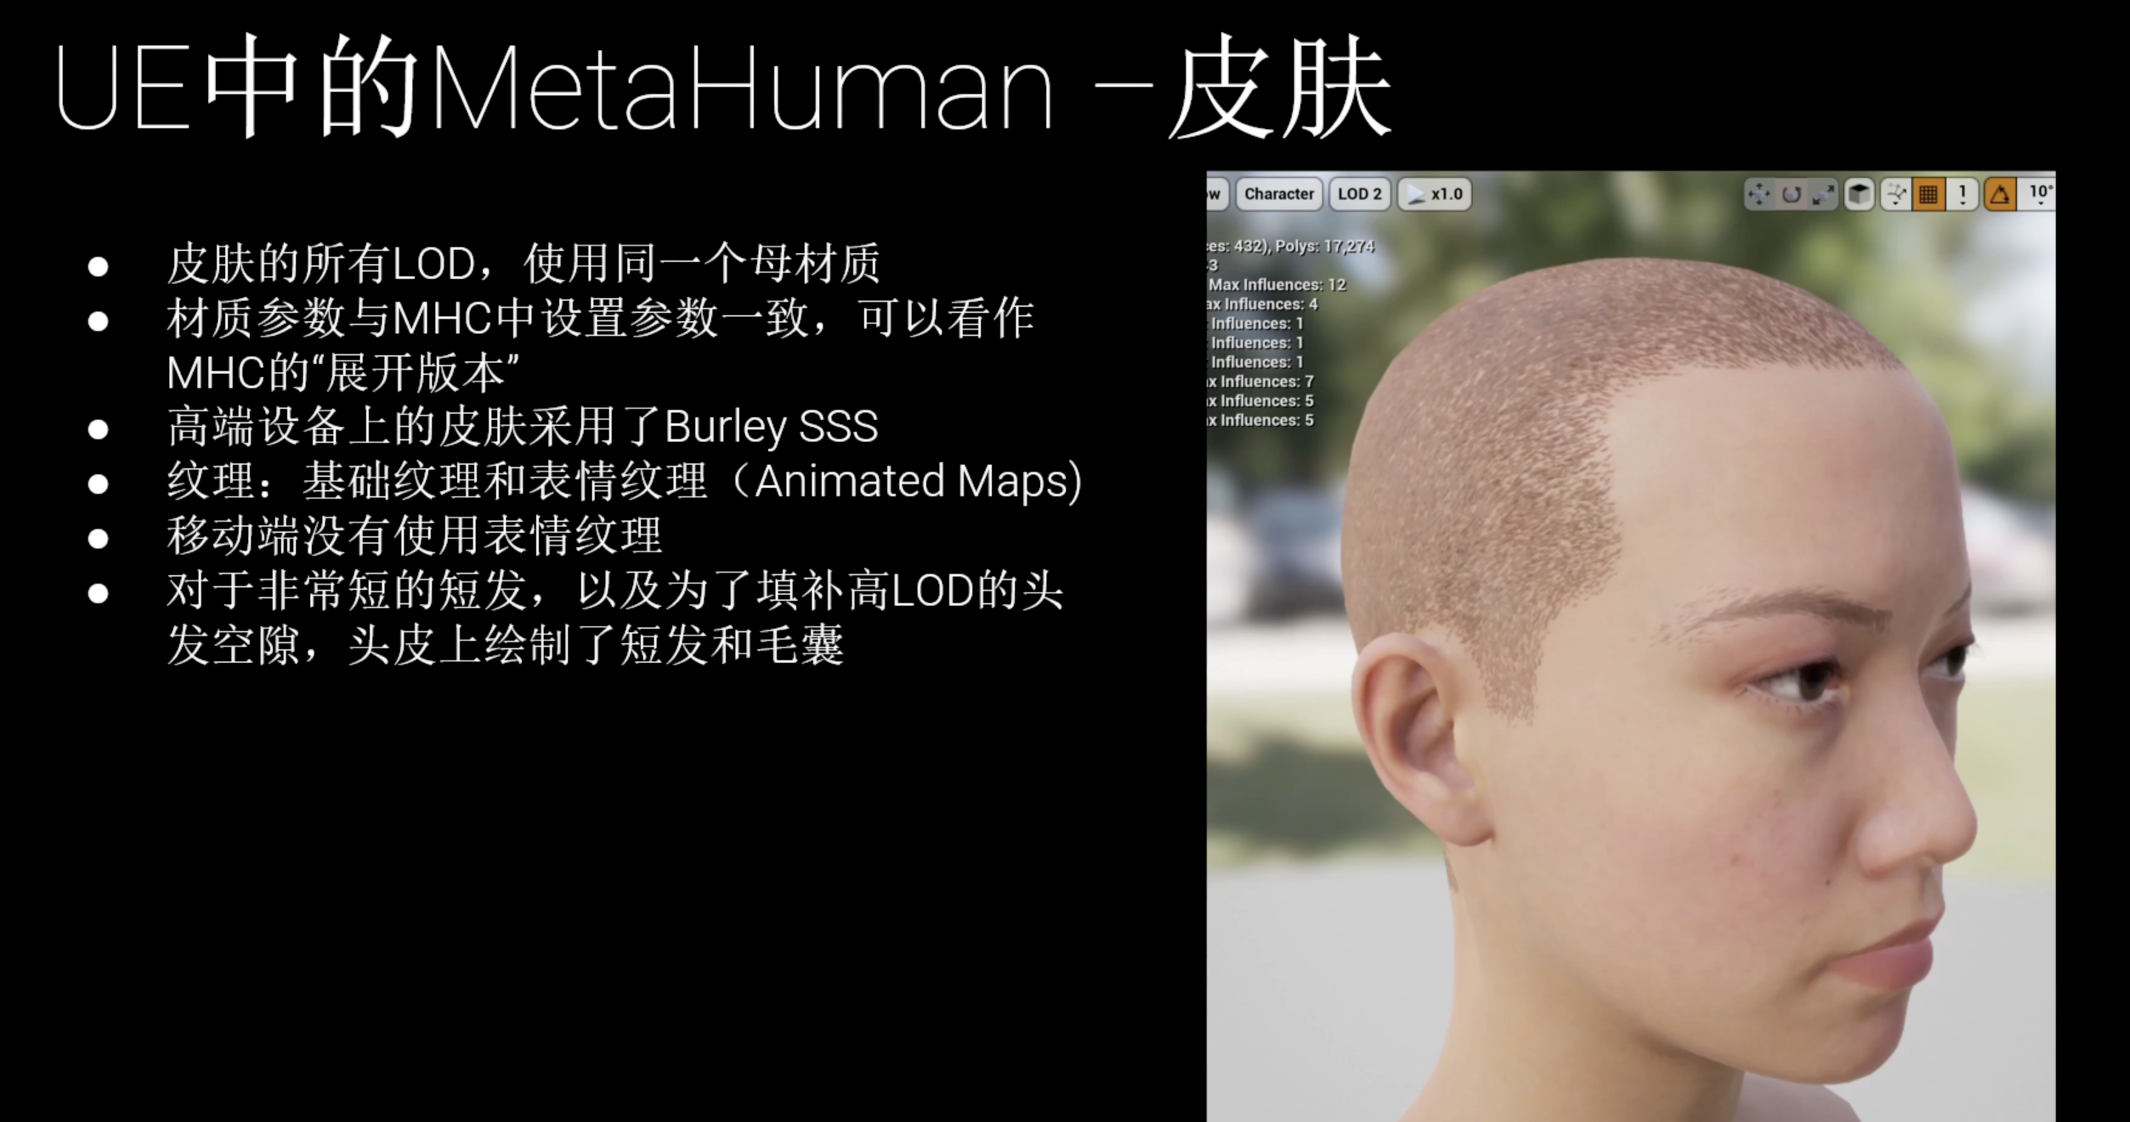 UE中的MetaHuman –皮肤
皮肤的所有LOD，使用同一个母材质
材质参数与MHC中设置参数一致，可以看作
MHC的“展开版本”
高端设备上的皮肤采用了Burley SSS
纹理：基础纹理和表情纹理（Animated Maps)
移动端没有使用表情纹理
对于非常短的短发，以及为了填补高LOD的头
发空隙，头皮上绘制了短发和毛囊
Character LOD 2 x1.0 1 10°
432), Polys: 17,274
3
Max Influences: 12
Influences: 4
Influences: 1
Influences: 1
Influences: 1
Influences: 7
Influences: 5
Influences: 5